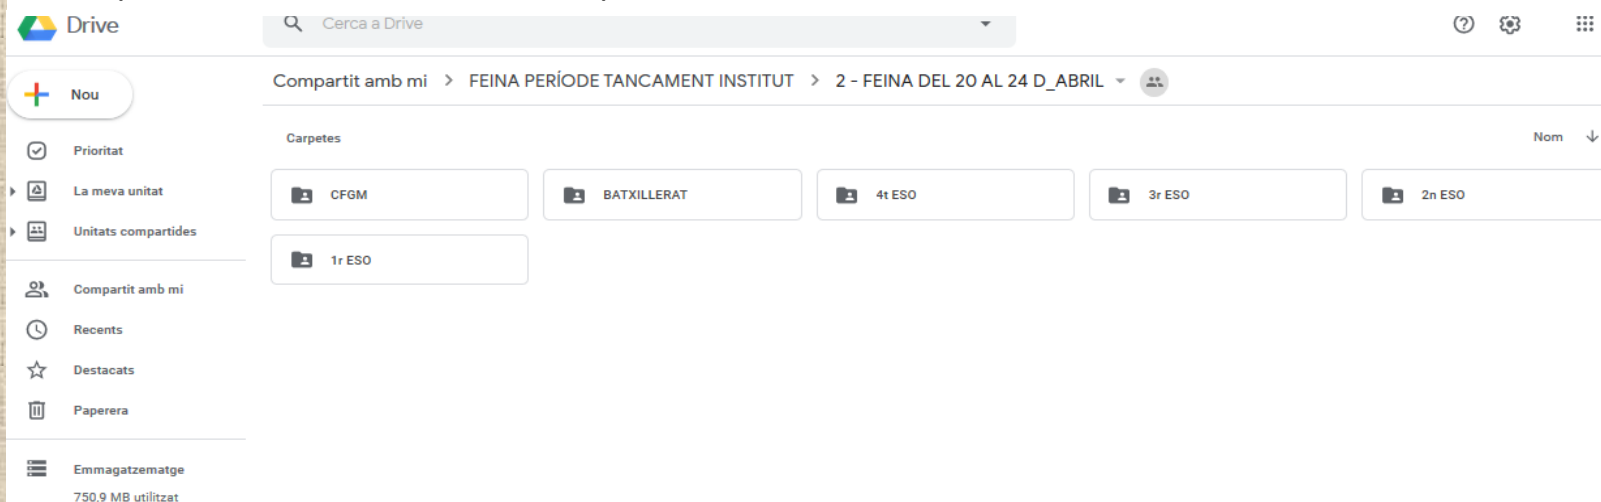 Drive
Cerca a Drive
Compartit amb mi > FEINA PERÍODE TANCAMENT INSTITUT > 2 - FEINA DEL 20 AL 24 D_ABRIL
Nou
Carpetes
Nom
Prioritat
La meva unitat
Unitats compartides
CFGM
BATXILLERAT
4t ESO
3r ESO
2n ESO
1r ESO
Compartit amb mi
Recents
Destacats
Paperera
Emmagatzematge
750,9 MB utilitzat